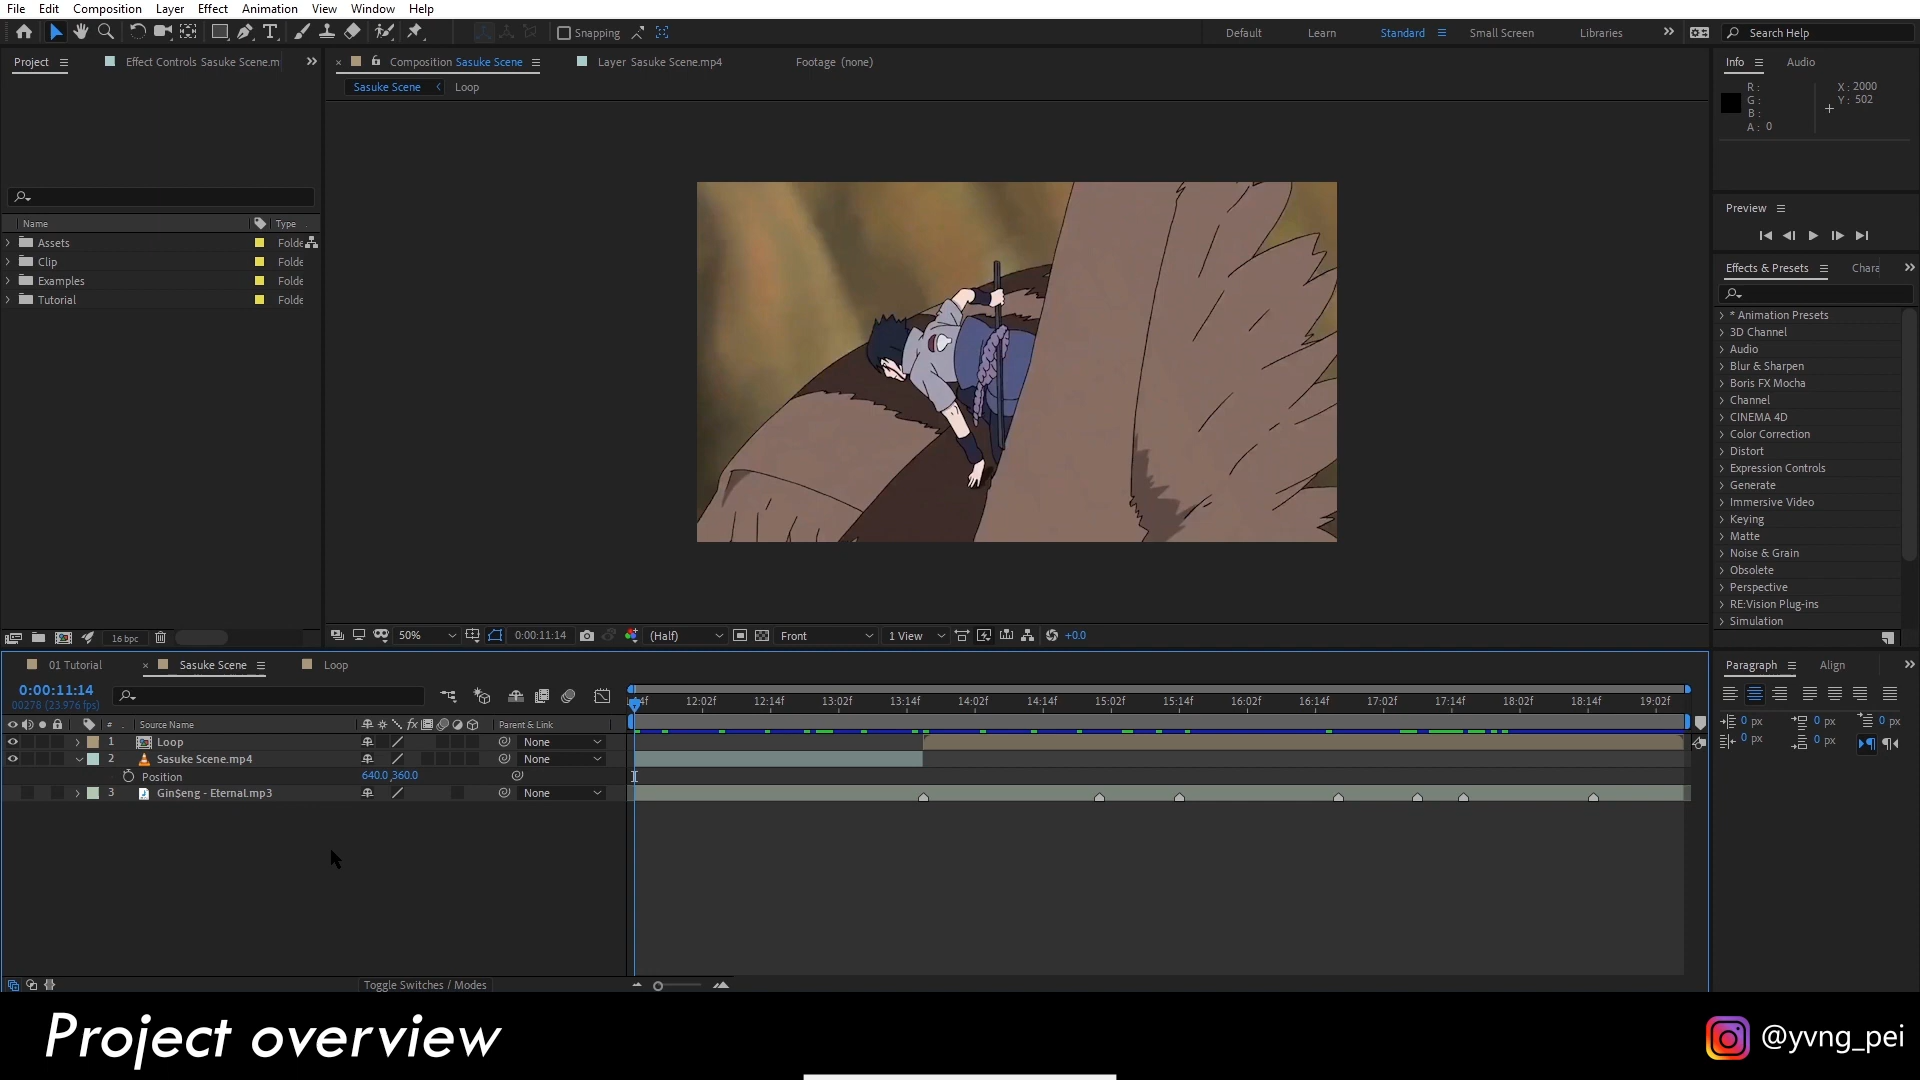 File Edit Composition Layer Effect Animation View Window Help
Snapping Default Learn Standard Small Screen Libraries Search Help
Project Effect Controls Sasuke Scene.m Composition Sasuke Scene Layer Sasuke Scene.mp4 Footage (none) Info Audio
Sasuke Scene Loop
R : X : 2000
G : Y : 502
B :
A : 0
Preview
Name Type
Assets Folde
Clip Folde
Examples Folde
Tutorial Folde
Effects & Presets Chara
* Animation Presets
3D Channel
Audio
Blur & Sharpen
Boris FX Mocha
Channel
CINEMA 4D
Color Correction
Distort
Expression Controls
Generate
Immersive Video
Keying
Matte
Noise & Grain
Obsolete
Perspective
RE:Vision Plug-ins
Simulation
16 bpc 50% 0:00:11:14 (Half) Front 1 View +0.0
01 Tutorial Sasuke Scene Loop
0:00:11:14
00278 (23.976 fps)
12:02f 12:14f 13:02f 13:14f 14:02f 14:14f 15:02f 15:14f 16:02f 16:14f 17:02f 17:14f 18:02f 18:14f 19:02f
# Source Name Parent & Link
1 Loop None
2 Sasuke Scene.mp4 None
Position 640.0,360.0
3 Gin$eng - Eternal.mp3 None
Toggle Switches / Modes
Paragraph Align
0 px 0 px 0 px
0 px 0 px
Project overview
@yvng_pei